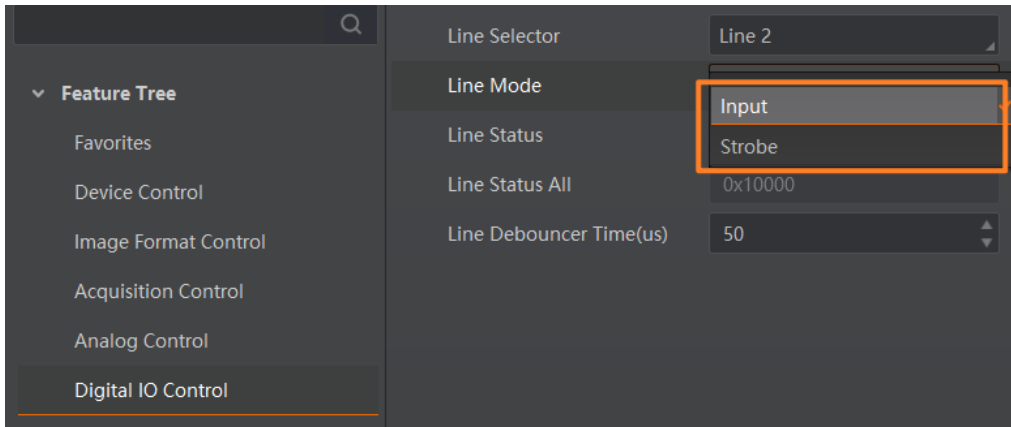 Feature Tree
Favorites
Device Control
Image Format Control
Acquisition Control
Analog Control
Digital IO Control
Line Selector
Line 2
Line Mode
Input
Strobe
Line Status
Line Status All
0x10000
Line Debouncer Time(us)
50